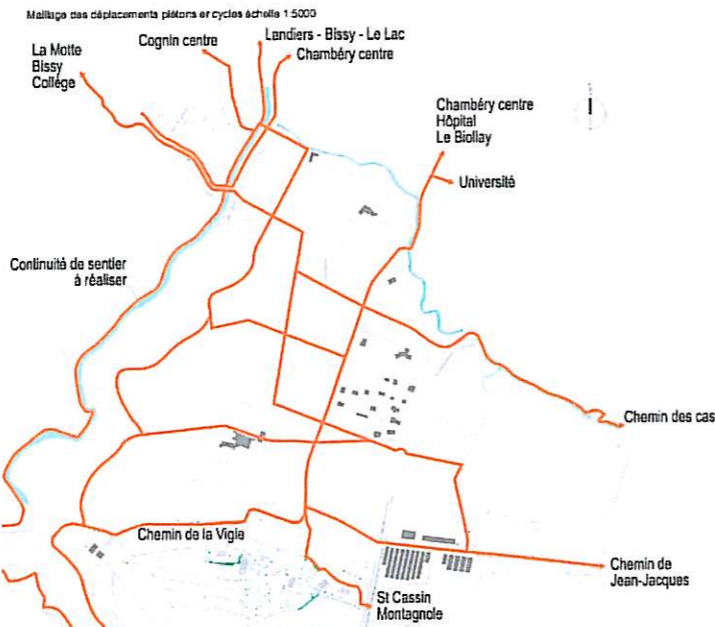 Maillage des déplacements piétons er cycles échelle 1:5000
Cognin centre
Landiers - Bissy - Le Lac
Chambéry centre
La Motte
Bissy
Collège
Chambéry centre
Hôpital
Le Biollay
Université
Continuité de sentier
à réaliser
Chemin des cas
Chemin de la Vigie
Chemin de
Jean-Jacques
St Cassin
Montagnole